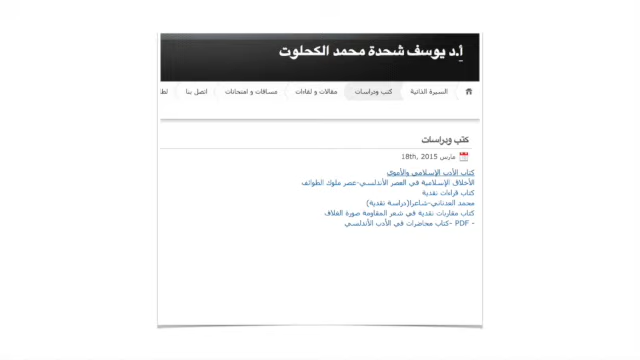 أ.د يوسف شحدة محمد الكحلوت
السيرة الذاتية
كتب ودراسات
مقالات و لقاءات
مساقات و امتحانات
اتصل بنا
لطا
كتب ودراسات
مارس 18th, 2015
كتاب الأدب الإسلامي والأموي
الأخلاق الإسلامية في العصر الأندلسي-عصر ملوك الطوائف
كتاب قراءات نقدية
محمد العدناني-شاعرا(دراسة نقدية)
كتاب مقاربات نقدية في شعر المقاومة صورة الغلاف
- PDF -كتاب محاضرات في الأدب الأندلسي